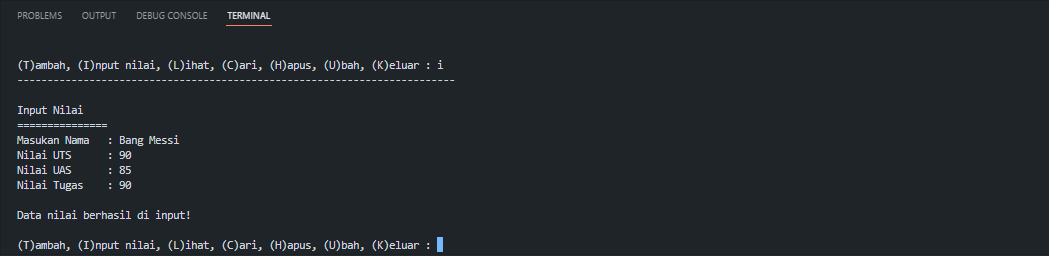 PROBLEMS OUTPUT DEBUG CONSOLE TERMINAL
(T)ambah, (I)nput nilai, (L)ihat, (C)ari, (H)apus, (U)bah, (K)eluar : i
-------------------------------------------------------------------------
Input Nilai
===============
Masukan Nama   : Bang Messi
Nilai UTS      : 90
Nilai UAS      : 85
Nilai Tugas    : 90
Data nilai berhasil di input!
(T)ambah, (I)nput nilai, (L)ihat, (C)ari, (H)apus, (U)bah, (K)eluar :